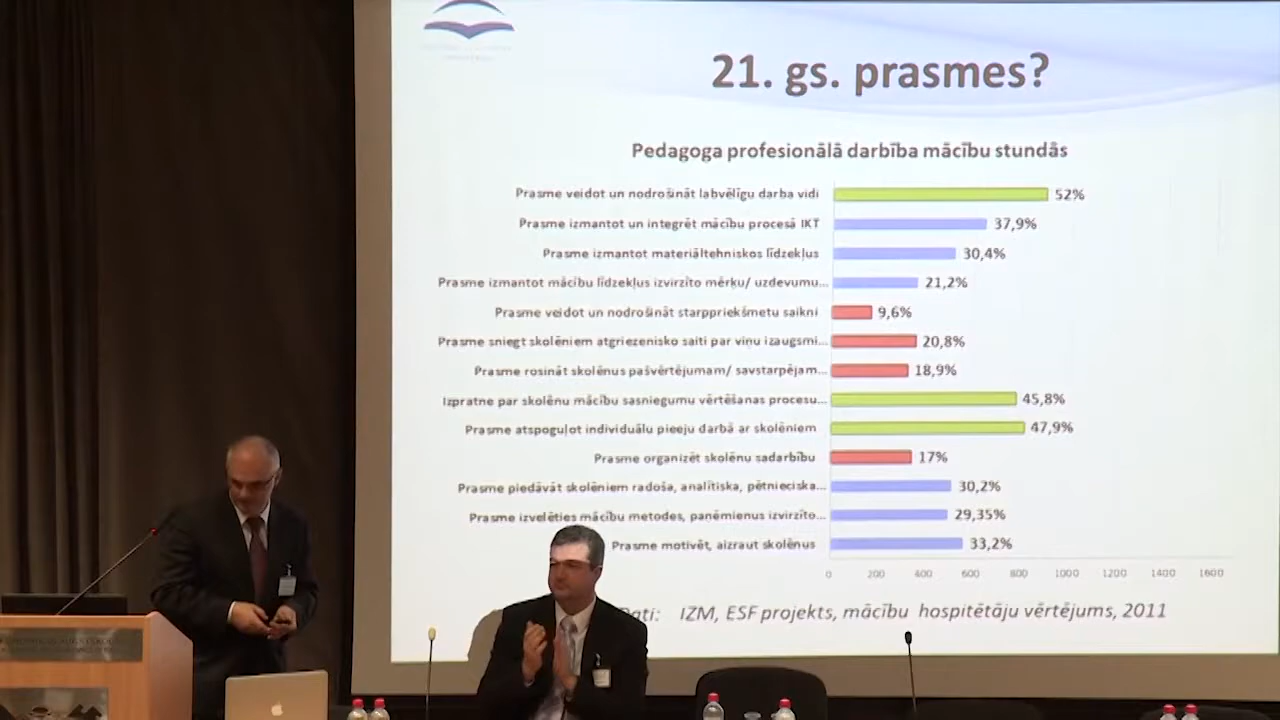 21. gs. prasmes?
Pedagoga profesionālā darbība mācību stundās
Prasme veidot un nodrošināt labvēlīgu darba vidi 52%
Prasme izmantot un integrēt mācību procesā IKT 37,9%
Prasme izmantot materiāltehniskos līdzekļus 30,4%
Prasme izmantot mācību līdzekļus izvirzīto mērķu/ uzdevumu... 21,2%
Prasme veidot un nodrošināt starppriekšmetu saikni 9,6%
Prasme sniegt skolēniem atgriezenisko saiti par viņu izaugsmi... 20,8%
Prasme rosināt skolēnus pašvērtējumam/ savstarpējam... 18,9%
Izpratne par skolēnu mācību sasniegumu vērtēšanas procesu... 45,8%
Prasme atspoguļot individuālu pieeju darbā ar skolēniem 47,9%
Prasme organizēt skolēnu sadarbību 17%
Prasme piedāvāt skolēniem radoša, analītiska, pētnieciska... 30,2%
Prasme izvēlēties mācību metodes, paņēmienus izvirzīto... 29,35%
Prasme motivēt, aizraut skolēnus 33,2%
0 200 400 600 800 1000 1200 1400 1600
Dati: IZM, ESF projekts, mācību hospitētāju vērtējums, 2011